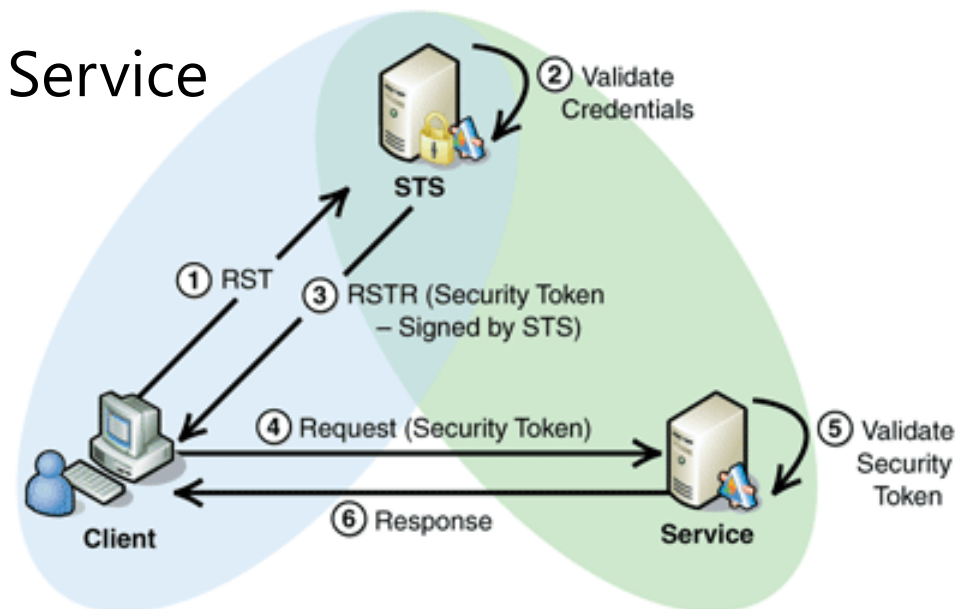 Service
② Validate
Credentials
STS
① RST
③ RSTR (Security Token
– Signed by STS)
④ Request (Security Token)
⑤ Validate
Security
Token
⑥ Response
Client
Service